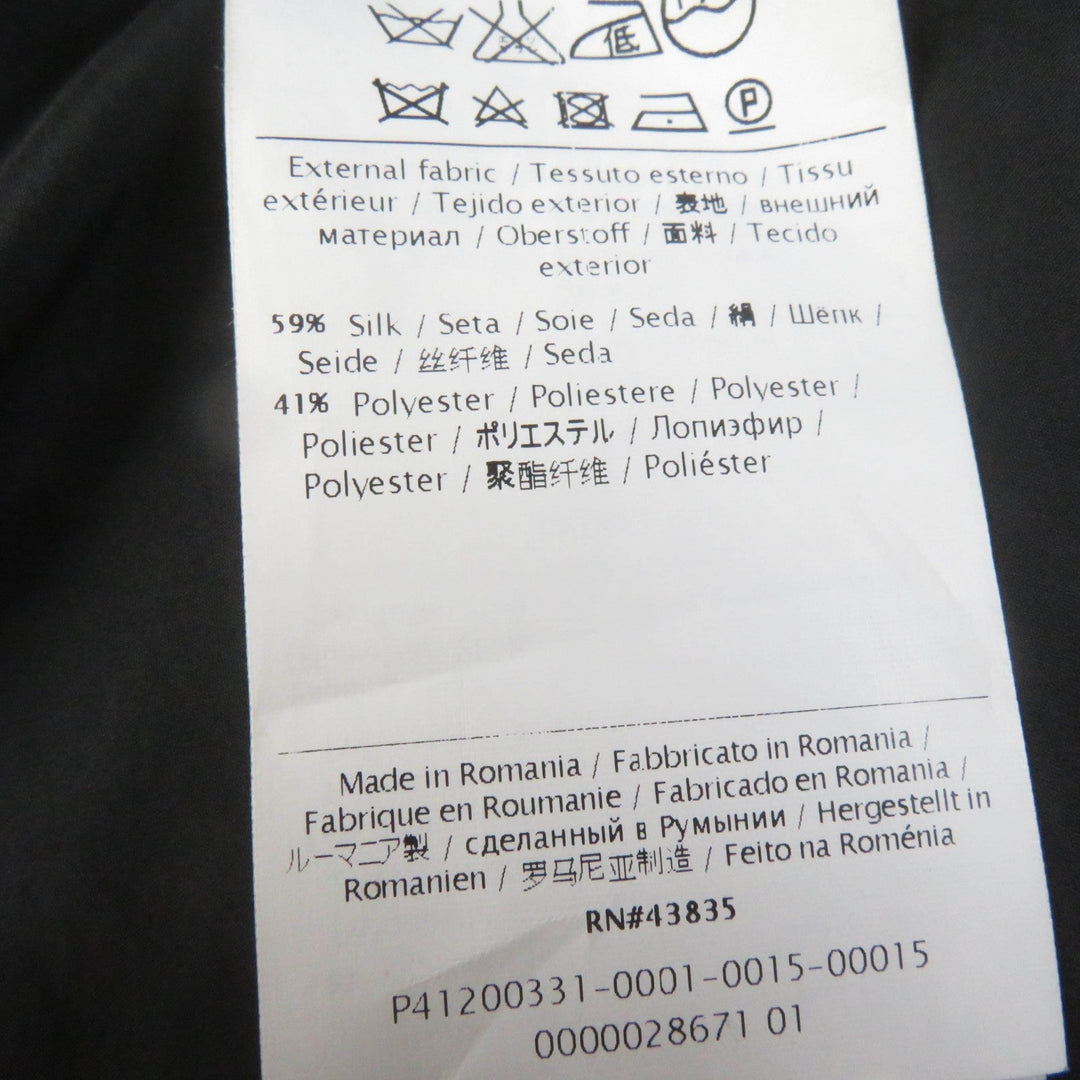 低
P
External fabric / Tessuto esterno / Tissu
extérieur / Tejido exterior / 表地 / внешний
материал / Oberstoff / 面料 / Tecido
exterior
59% Silk / Seta / Soie / Seda / 絹 / Шёлк /
Seide / 丝纤维 / Seda
41% Polyester / Poliestere / Polyester /
Poliester / ポリエステル / Лопиэфир /
Polyester / 聚酯纤维 / Poliéster
Made in Romania / Fabbricato in Romania /
Fabrique en Roumanie / Fabricado en Romania /
ルーマニア製 / сделанный в Румынии / Hergestellt in
Romanien / 罗马尼亚制造 / Feito na Roménia
RN#43835
P41200331-0001-0015-00015
0000028671 01